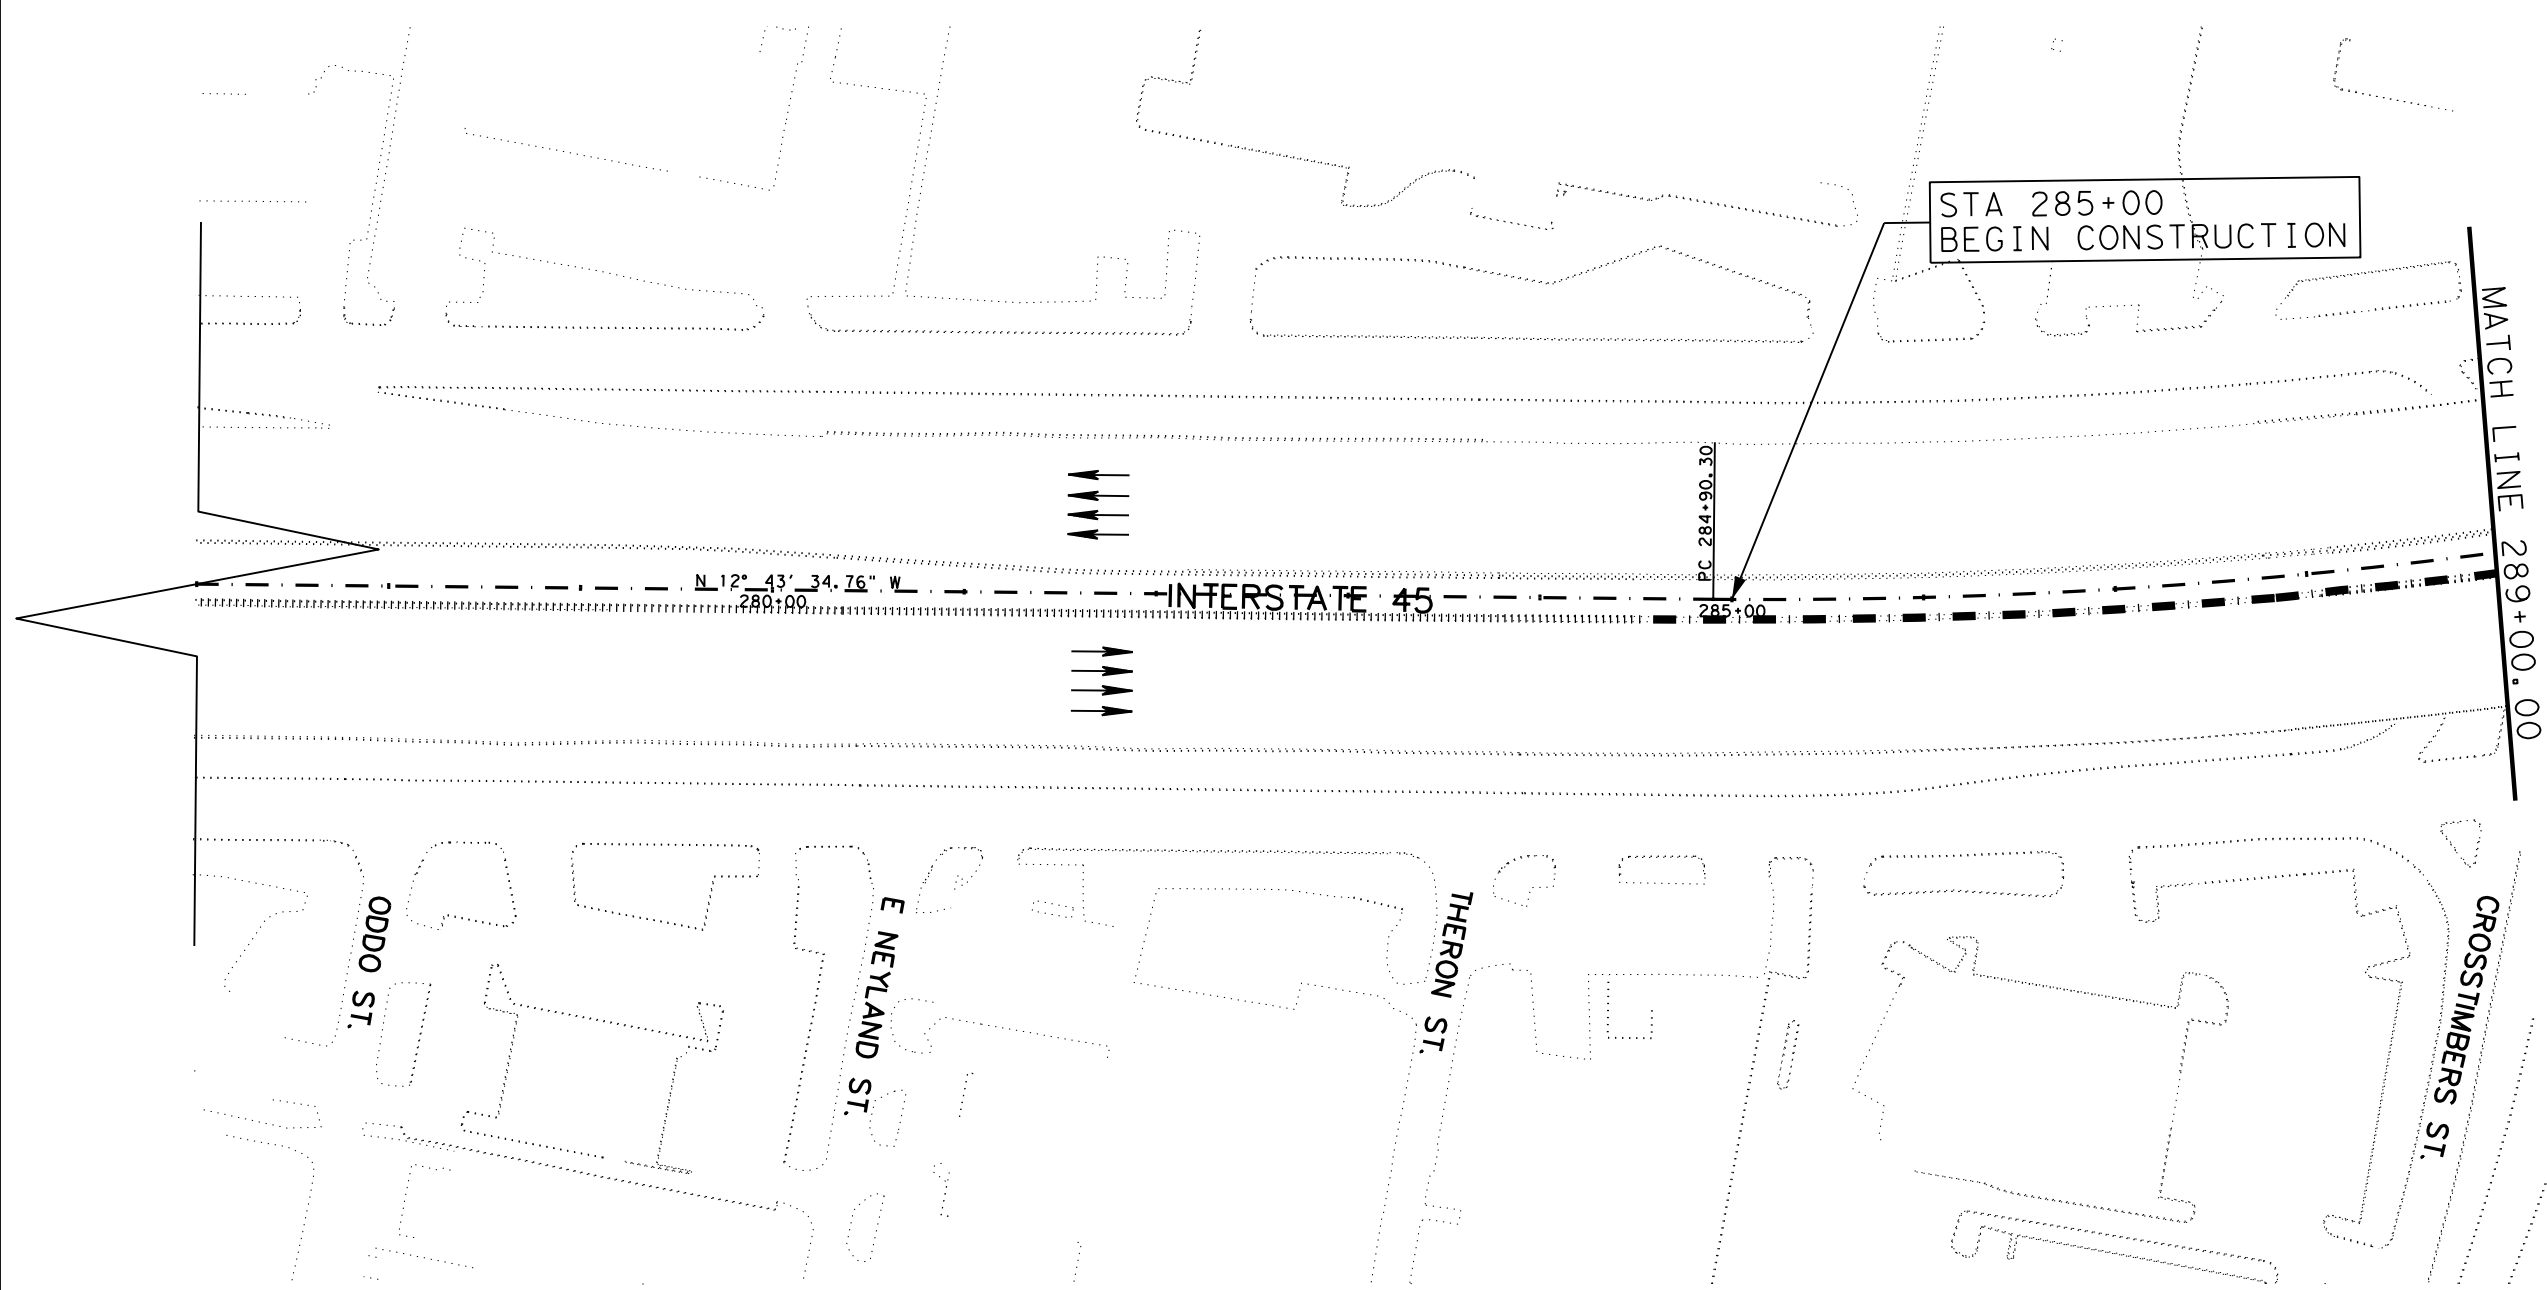 STA 285+00
BEGIN CONSTRUCTION
MATCH LINE 289+00.00
PC 284+90.30
N 12° 43' 34.76" W
280+00
INTERSTATE 45
285+00
ODDO ST.
E NEYLAND ST.
THERON ST.
CROSSTIMBERS ST.